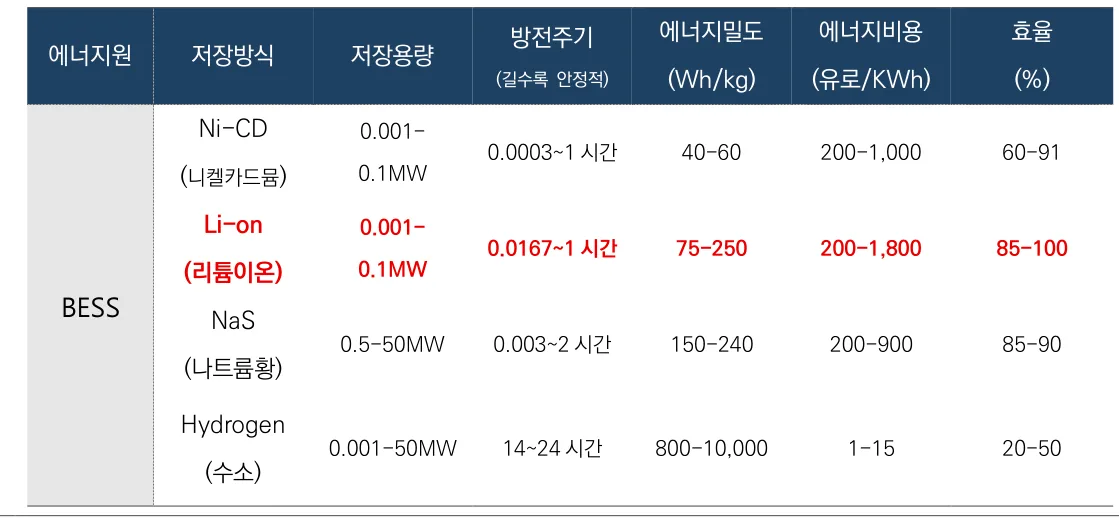 에너지원 저장방식 저장용량 방전주기 (길수록 안정적) 에너지밀도 (Wh/kg) 에너지비용 (유로/KWh) 효율 (%)
BESS
Ni-CD (니켈카드뮴) 0.001-0.1MW 0.0003~1 시간 40-60 200-1,000 60-91
Li-on (리튬이온) 0.001-0.1MW 0.0167~1 시간 75-250 200-1,800 85-100
NaS (나트륨황) 0.5-50MW 0.003~2 시간 150-240 200-900 85-90
Hydrogen (수소) 0.001-50MW 14~24 시간 800-10,000 1-15 20-50